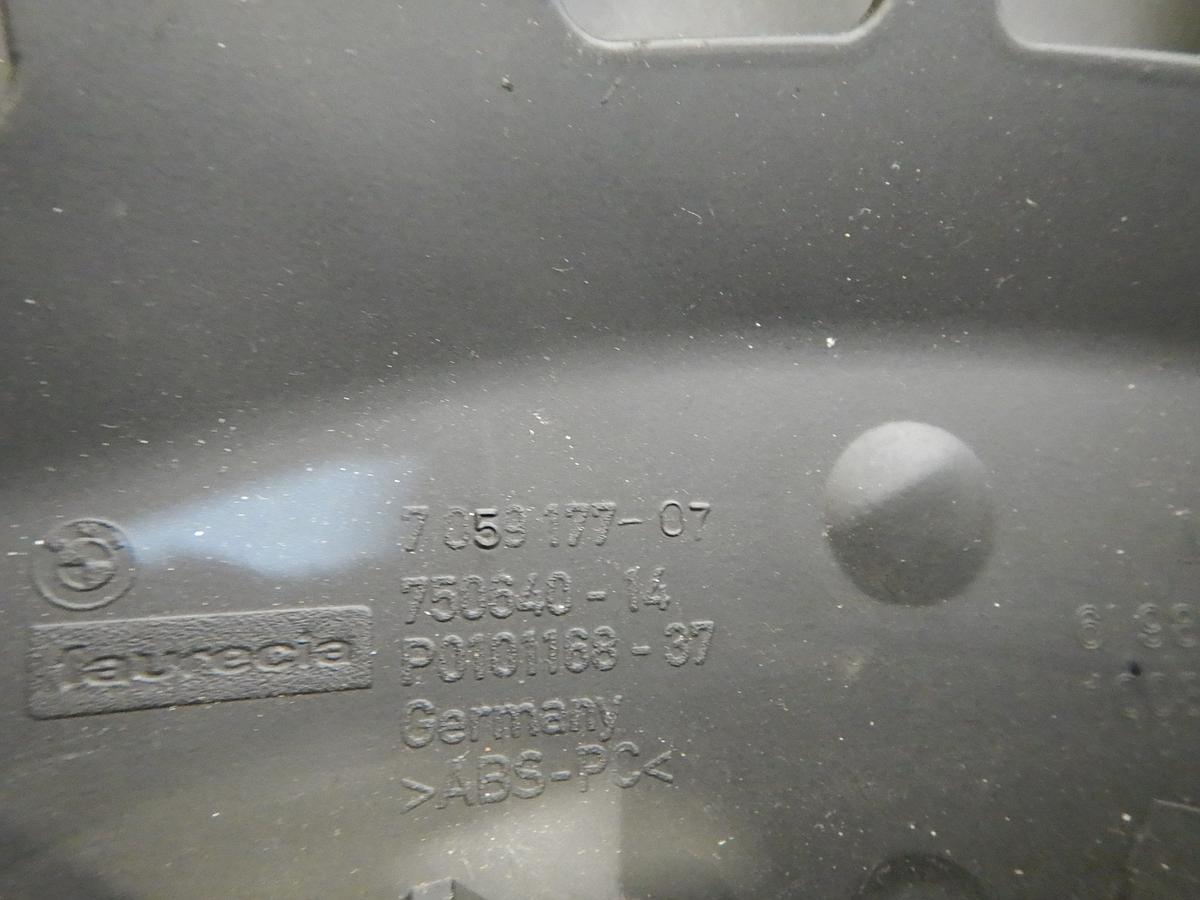 7 059 177-07
750640-14
faurecia
P0101168-37
Germany
>ABS-PC<